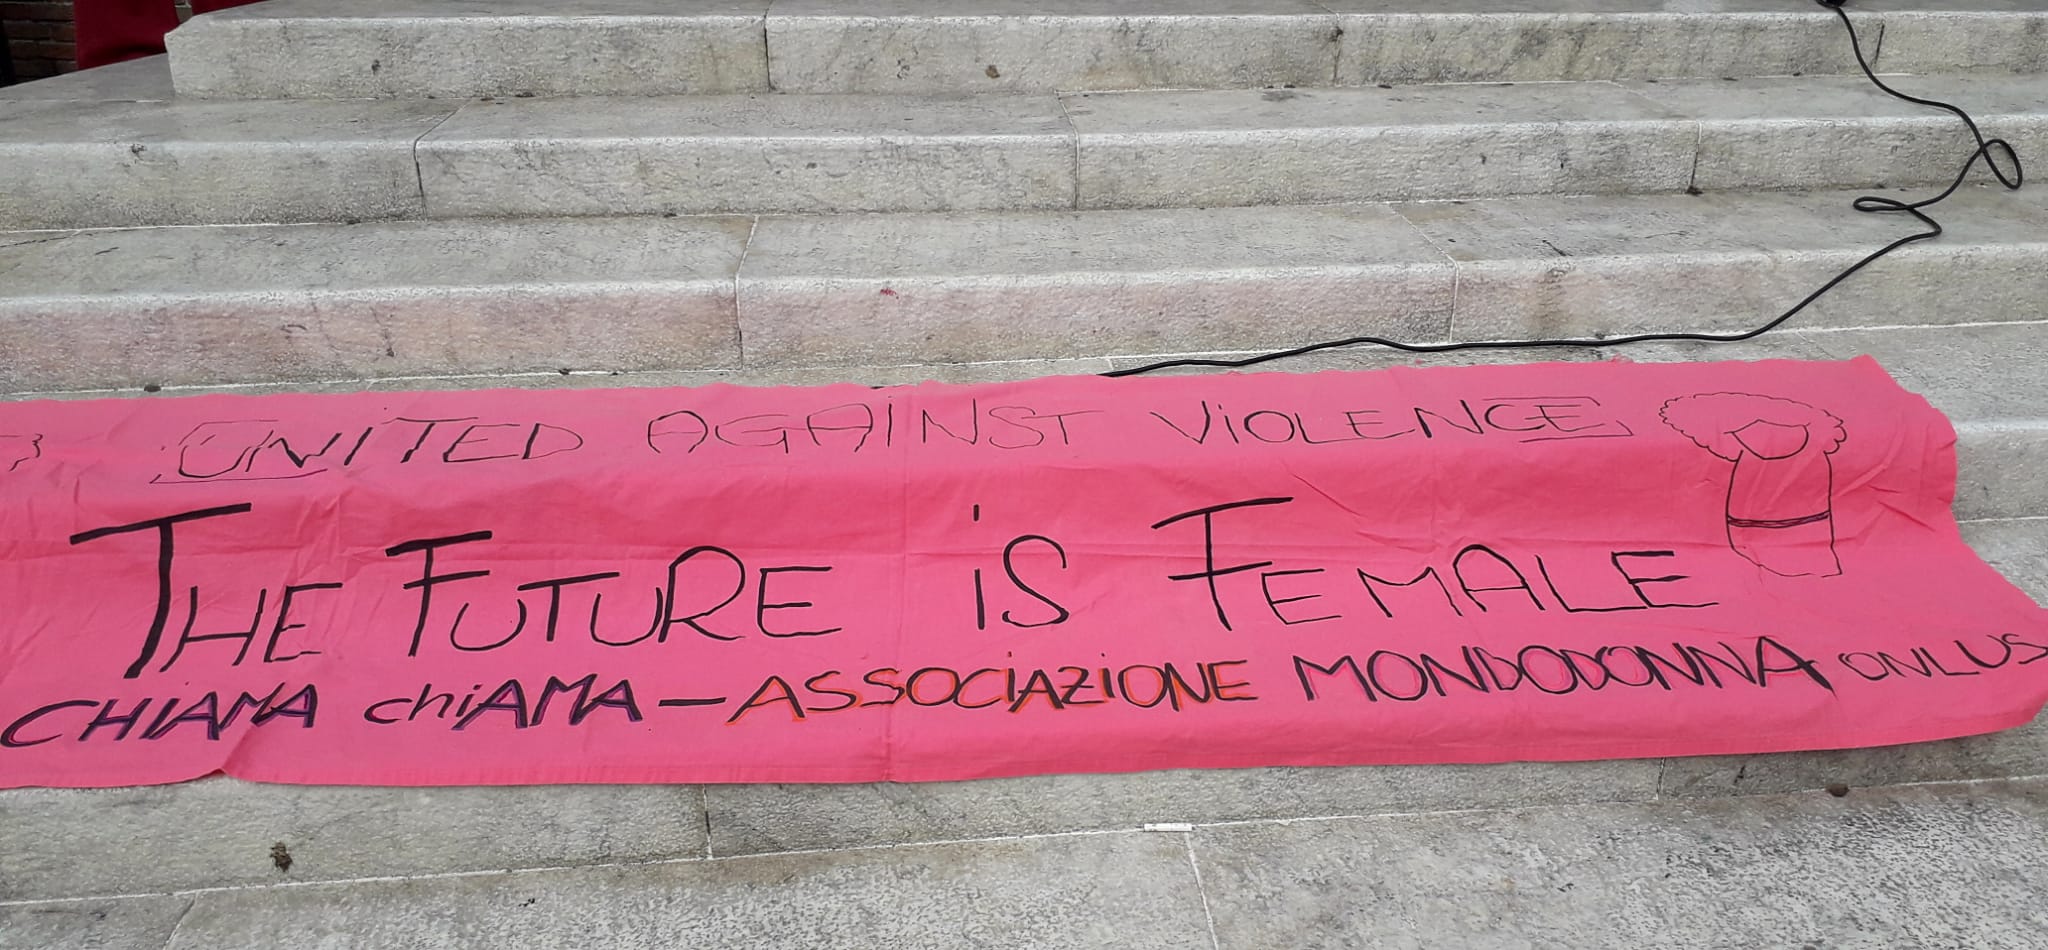 UNITED AGAINST ViOLENCE
THE FUTURE iS FEMALE
CHIAMA chiAMA - ASSOCiAZiONE MONDODONNA ONLUS